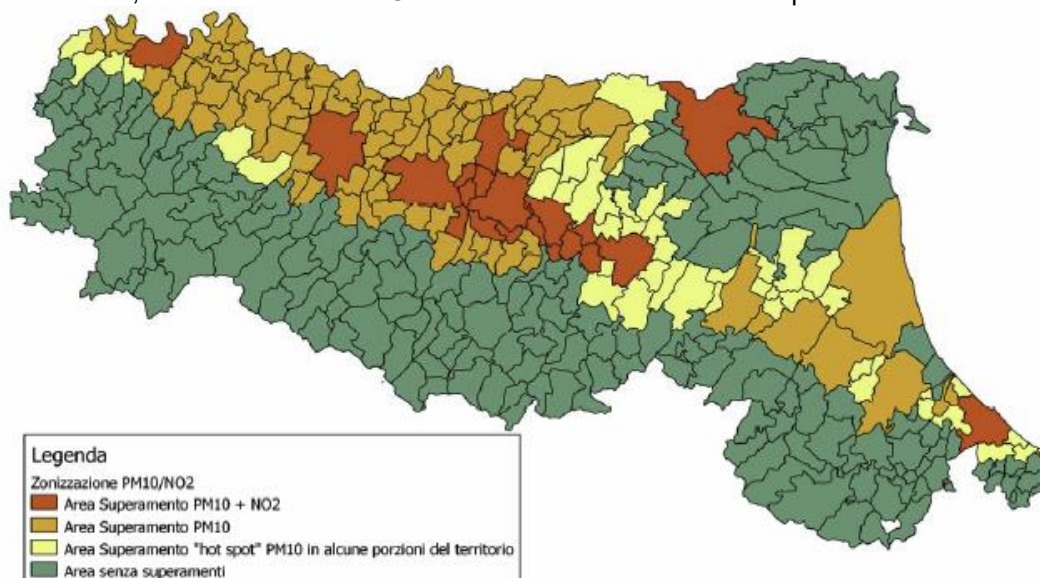 Legenda
Zonizzazione PM10/NO2
Area Superamento PM10 + NO2
Area Superamento PM10
Area Superamento "hot spot" PM10 in alcune porzioni del territorio
Area senza superamenti